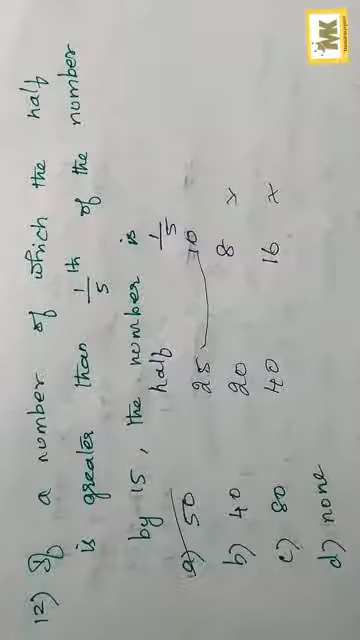 12) If a number of which the half
is greater than 1/5 th of the number
by 15, the number is
half 1/5
a) 50 25 10
b) 40 20 8 ×
c) 80 40 16 ×
d) none
MK